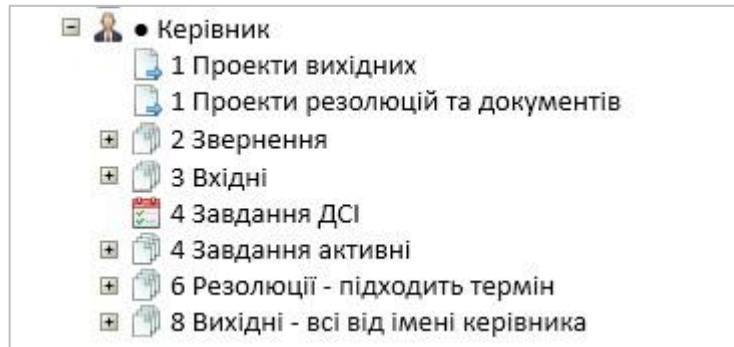 ● Керівник
1 Проекти вихідних
1 Проекти резолюцій та документів
2 Звернення
3 Вхідні
4 Завдання ДСІ
4 Завдання активні
6 Резолюції - підходить термін
8 Вихідні - всі від імені керівника